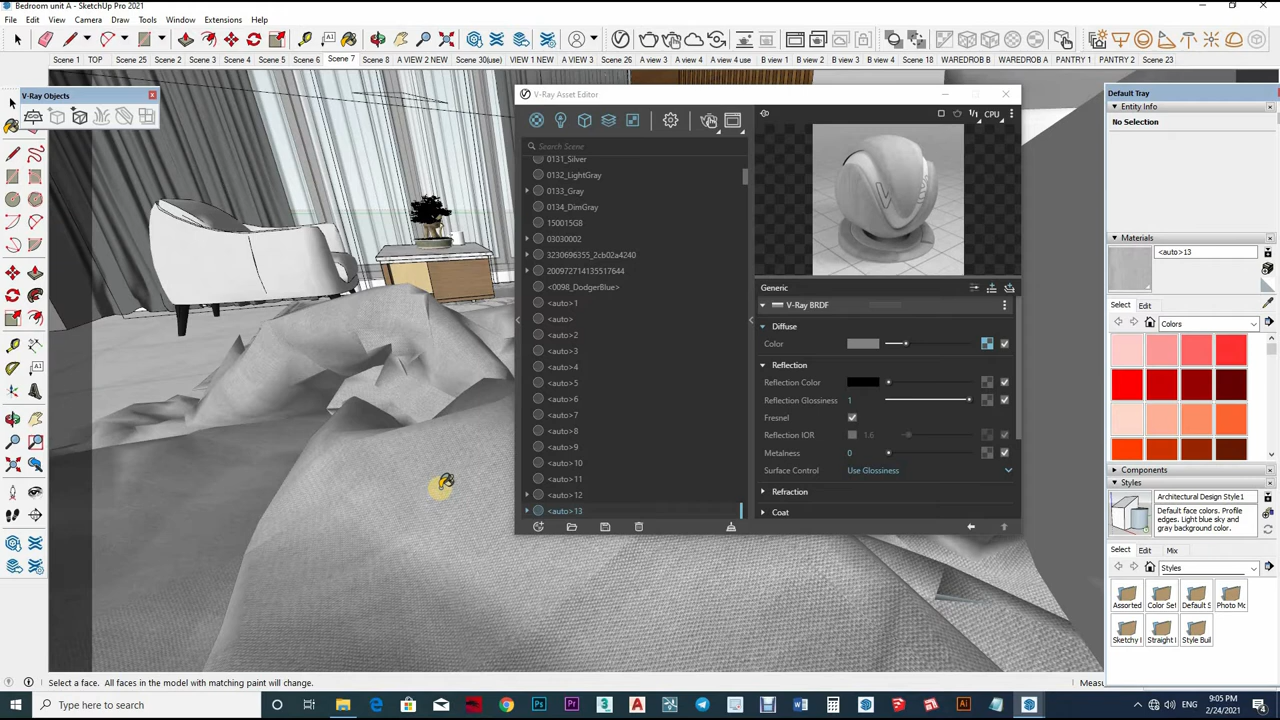 Bedroom unit A - SketchUp Pro 2021
File Edit View Camera Draw Tools Window Extensions Help
Scene 1 TOP Scene 25 Scene 2 Scene 3 Scene 4 Scene 5 Scene 6 Scene 7 Scene 8 A VIEW 2 NEW VIEW 1 NEW A VIEW 3 Scene 26 A view 4 A view 4 use B view 1 B view 2 B view 3 B view 4 Scene 18 WAREDROB B WAREDROB A PANTRY 1 PANTRY 2 Scene 23
V-Ray Objects
V-Ray Asset Editor
CPU
Search Scene
0131_Silver
0132_LightGray
0133_Gray
0134_DimGray
150015G8
03030002
3230696355_2cb02a4240
200972714135517644
<0098_DodgerBlue>
<auto>1
<auto>
<auto>2
<auto>3
<auto>4
<auto>5
<auto>6
<auto>7
<auto>8
<auto>9
<auto>10
<auto>11
<auto>12
<auto>13
Generic
V-Ray BRDF
Diffuse
Color
Reflection
Reflection Color
Reflection Glossiness 1
Fresnel
Reflection IOR 1.6
Metalness 0
Surface Control Use Glossiness
Refraction
Coat
Default Tray
Entity Info
No Selection
Materials
<auto>13
Select Edit
Colors
Components
Styles
Architectural Design Style1
Default face colors. Profile edges. Light blue sky and gray background color.
Select Edit Mix
Styles
Assorted Color Sel Default S Photo Mo
Sketchy I Straight I Style Buil
Select a face. All faces in the model with matching paint will change.
Measu
Type here to search
ENG
9:05 PM
2/24/2021